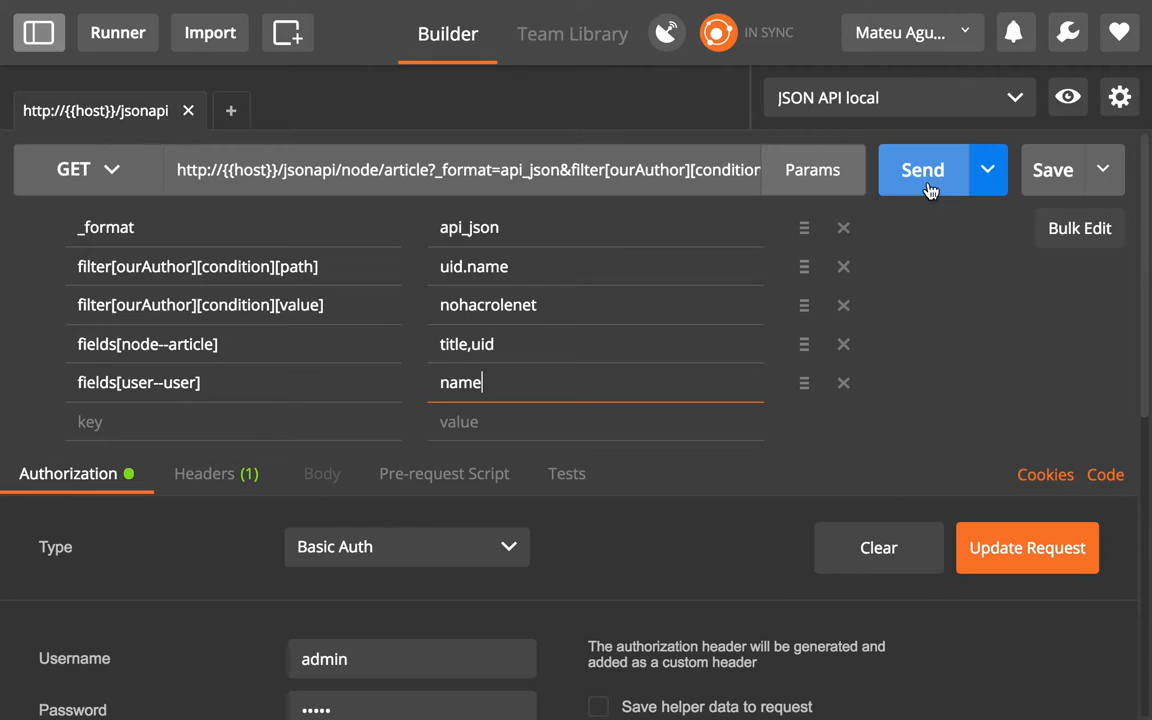 Runner
Import
Builder
Team Library
IN SYNC
Mateu Agu...
http://{{host}}/jsonapi
JSON API local
GET
http://{{host}}/jsonapi/node/article?_format=api_json&filter[ourAuthor][condition
Params
Send
Save
_format
api_json
Bulk Edit
filter[ourAuthor][condition][path]
uid.name
filter[ourAuthor][condition][value]
nohacrolenet
fields[node--article]
title,uid
fields[user--user]
name
key
value
Authorization
Headers (1)
Body
Pre-request Script
Tests
Cookies
Code
Type
Basic Auth
Clear
Update Request
Username
admin
The authorization header will be generated and
added as a custom header
Password
•••••
Save helper data to request